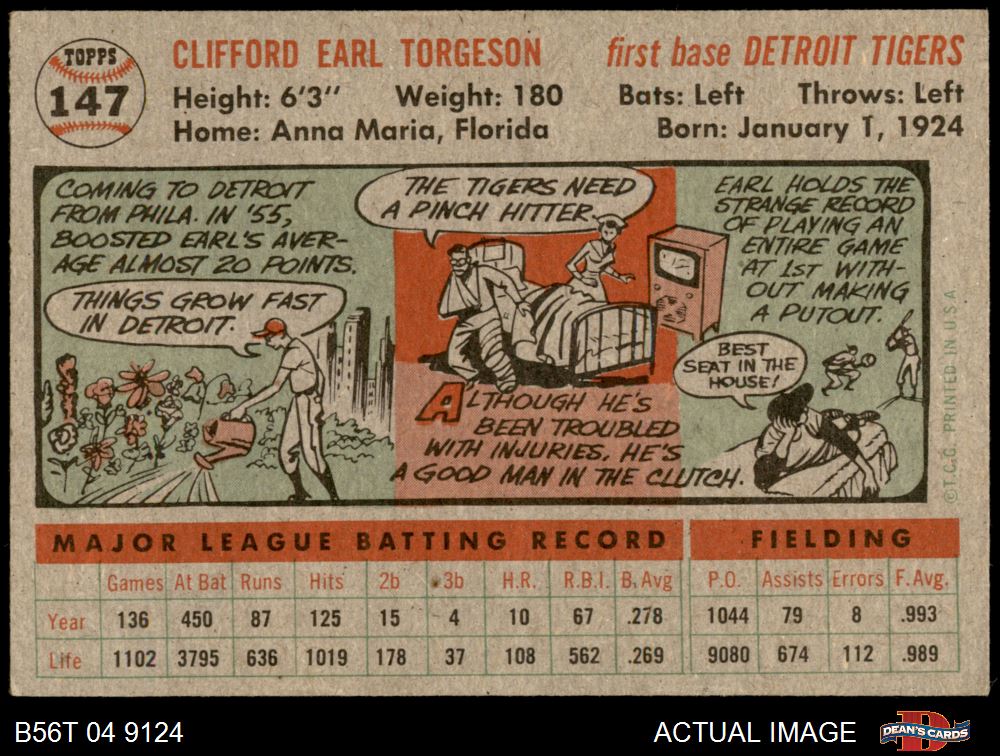 TOPPS
147
CLIFFORD EARL TORGESON
first base DETROIT TIGERS
Height: 6'3" Weight: 180 Bats: Left Throws: Left
Home: Anna Maria, Florida Born: January 1, 1924
COMING TO DETROIT
FROM PHILA. IN '55,
BOOSTED EARL'S AVER-
AGE ALMOST 20 POINTS.
THINGS GROW FAST
IN DETROIT.
THE TIGERS NEED
A PINCH HITTER.
ALTHOUGH HE'S
BEEN TROUBLED
WITH INJURIES, HE'S
A GOOD MAN IN THE CLUTCH.
EARL HOLDS THE
STRANGE RECORD
OF PLAYING AN
ENTIRE GAME
AT 1ST WITH-
OUT MAKING
A PUTOUT.
BEST
SEAT IN THE
HOUSE!
©T.C.G. PRINTED IN U.S.A.
MAJOR LEAGUE BATTING RECORD FIELDING
Games At Bat Runs Hits 2b 3b H.R. R.B.I. B. Avg P.O. Assists Errors F. Avg.
Year 136 450 87 125 15 4 10 67 .278 1044 79 8 .993
Life 1102 3795 636 1019 178 37 108 562 .269 9080 674 112 .989
B56T 04 9124 ACTUAL IMAGE
D
DEAN'S CARDS